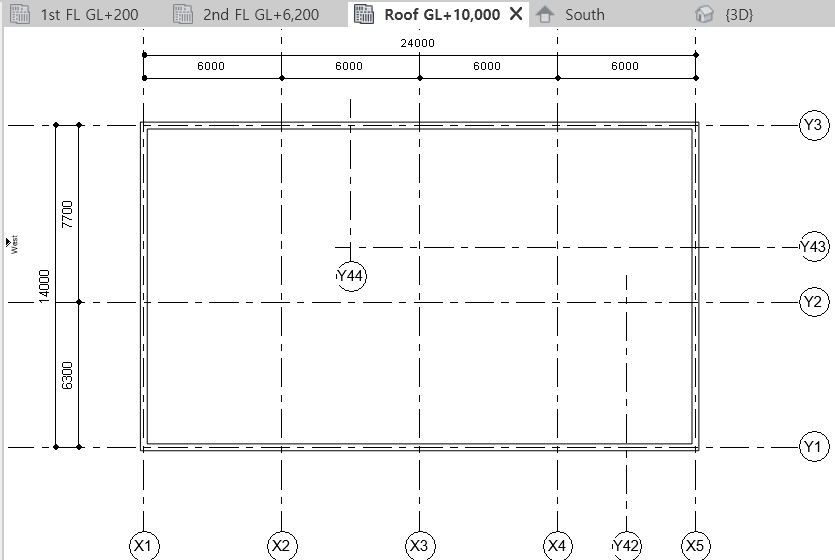 1st FL GL+200 2nd FL GL+6,200 Roof GL+10,000 South {3D}
24000
6000 6000 6000 6000
Y3
7700
West
Y43
Y44
14000
Y2
6300
Y1
X1 X2 X3 X4 Y42 X5